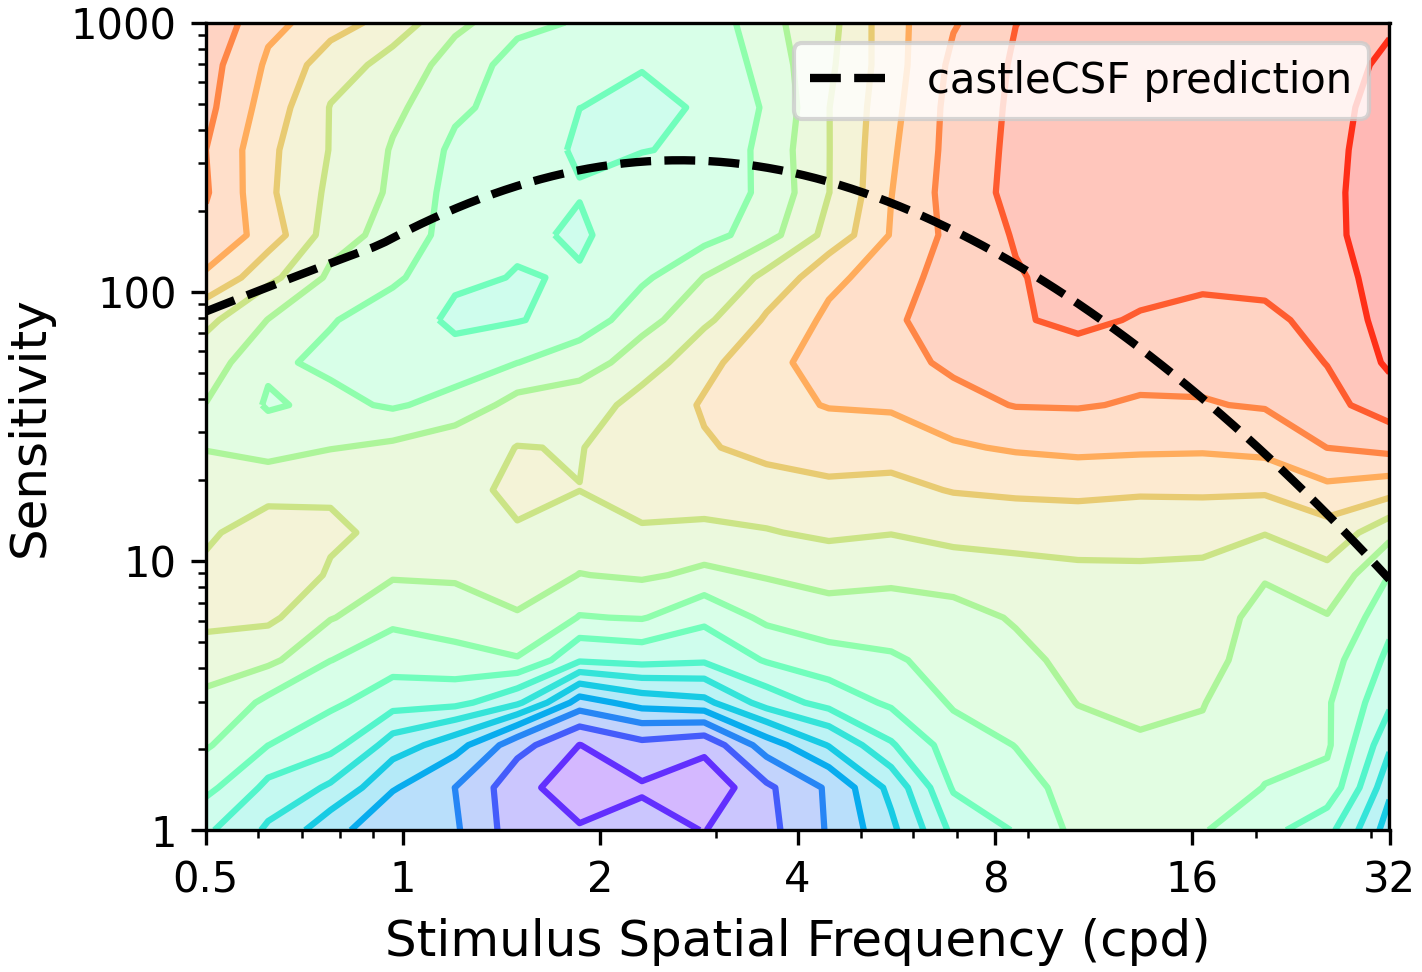 1000
100
10
1
Sensitivity
castleCSF prediction
0.5 1 2 4 8 16 32
Stimulus Spatial Frequency (cpd)